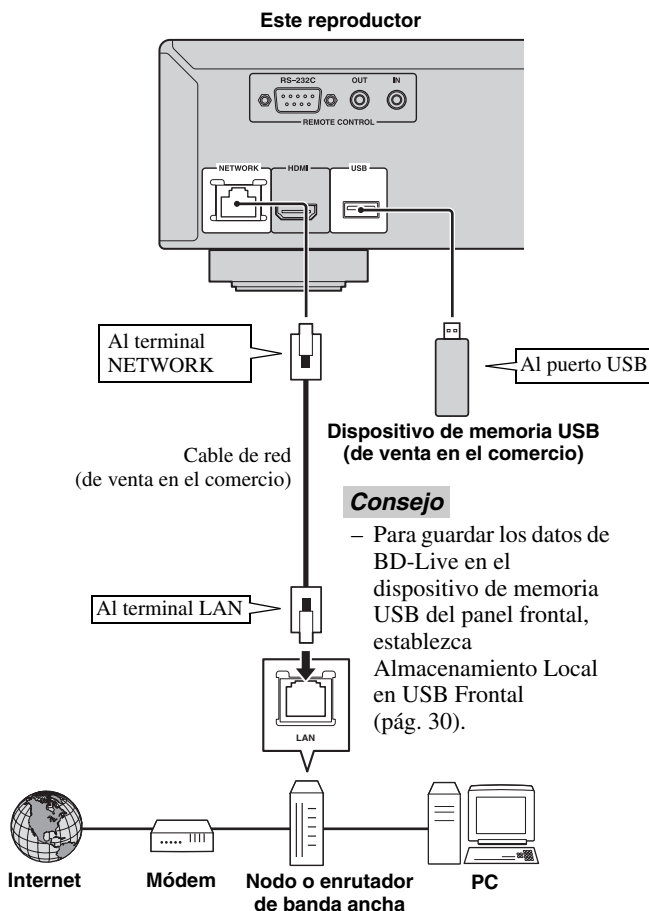 Este reproductor
RS-232C
OUT
IN
REMOTE CONTROL
NETWORK
HDMI
USB
Al terminal
NETWORK
Al puerto USB
Dispositivo de memoria USB
(de venta en el comercio)
Cable de red
(de venta en el comercio)
Consejo
– Para guardar los datos de
BD-Live en el
dispositivo de memoria
USB del panel frontal,
establezca
Almacenamiento Local
en USB Frontal
(pág. 30).
Al terminal LAN
LAN
Internet
Módem
Nodo o enrutador
de banda ancha
PC